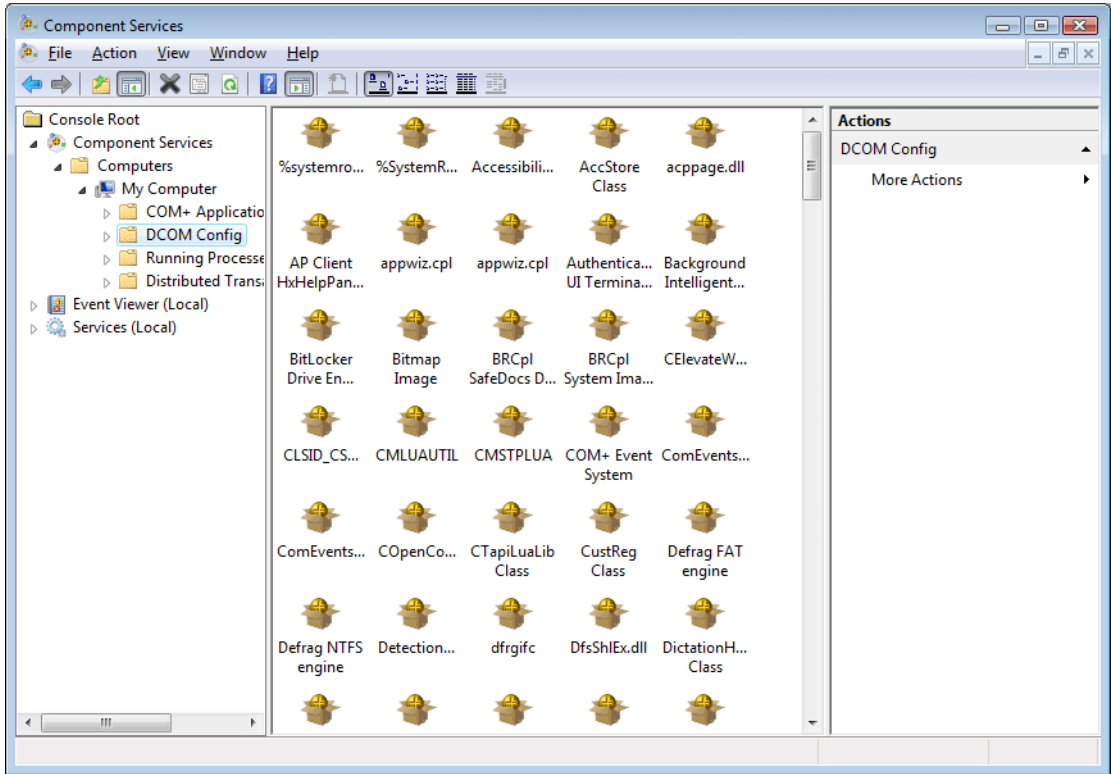 Component Services
File Action View Window Help
Console Root
Component Services
Computers
My Computer
COM+ Applicatio
DCOM Config
Running Processe
Distributed Transa
Event Viewer (Local)
Services (Local)
%systemro... %SystemR... Accessibili... AccStore acppage.dll
Class
AP Client appwiz.cpl appwiz.cpl Authentica... Background
HxHelpPan... UI Termina... Intelligent...
BitLocker Bitmap BRCpl BRCpl CElevateW...
Drive En... Image SafeDocs D... System Ima...
CLSID_CS... CMLUAUTIL CMSTPLUA COM+ Event ComEvents...
System
ComEvents... COpenCo... CTapiLuaLib CustReg Defrag FAT
Class Class engine
Defrag NTFS Detection... dfrgifc DfsShlEx.dll DictationH...
engine Class
Actions
DCOM Config
More Actions